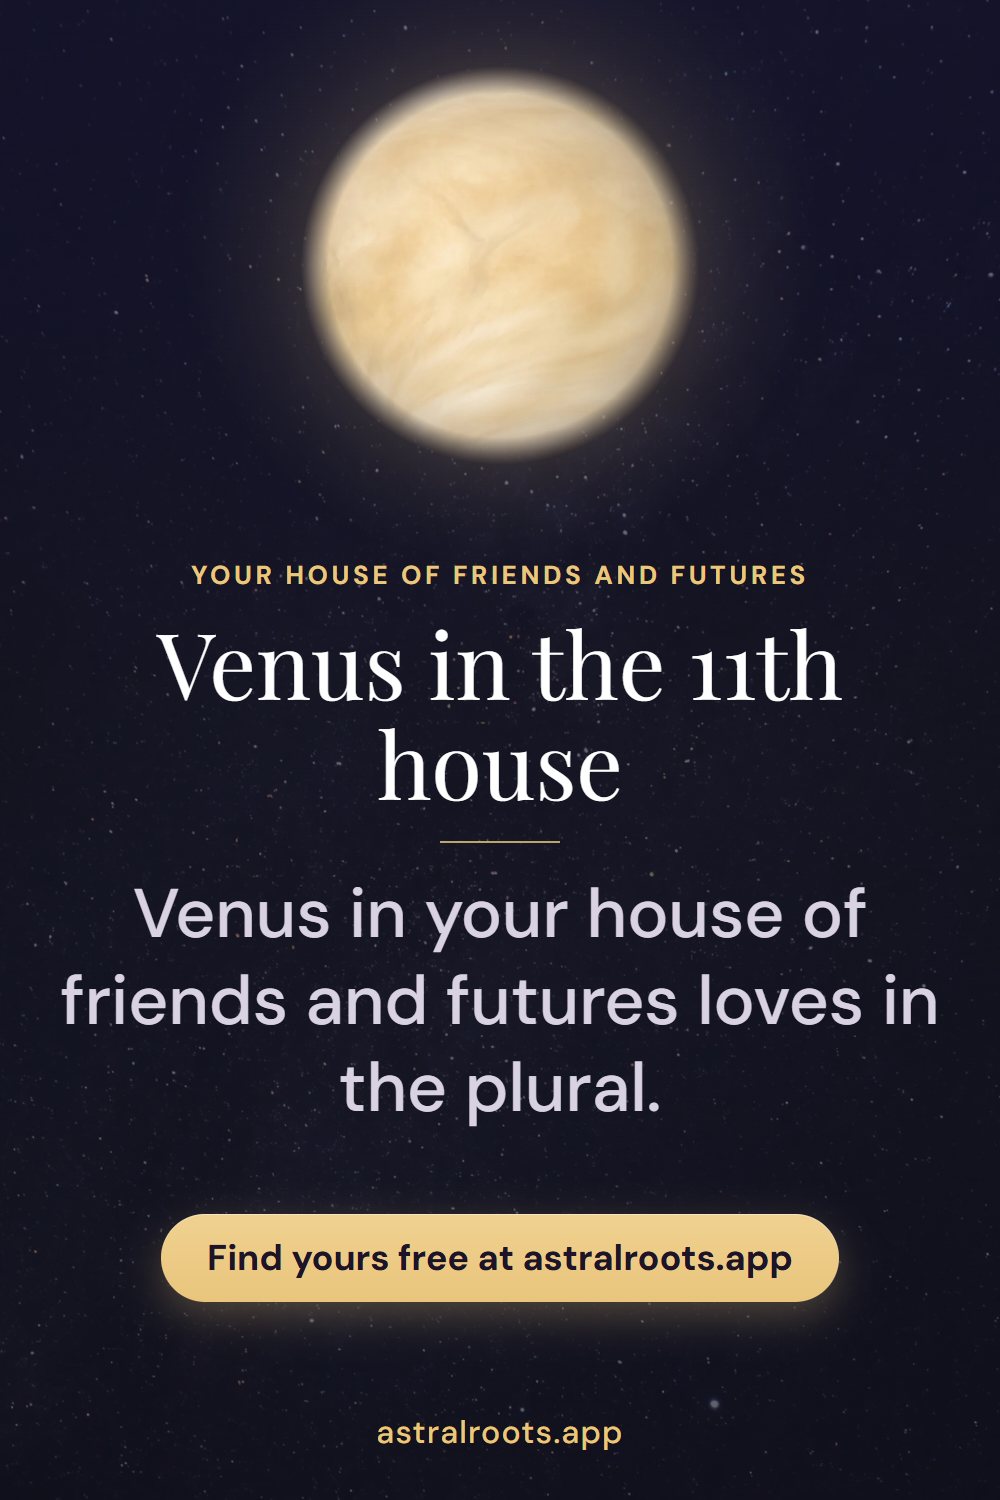 YOUR HOUSE OF FRIENDS AND FUTURES
Venus in the 11th
house
Venus in your house of
friends and futures loves in
the plural.
Find yours free at astralroots.app
astralroots.app